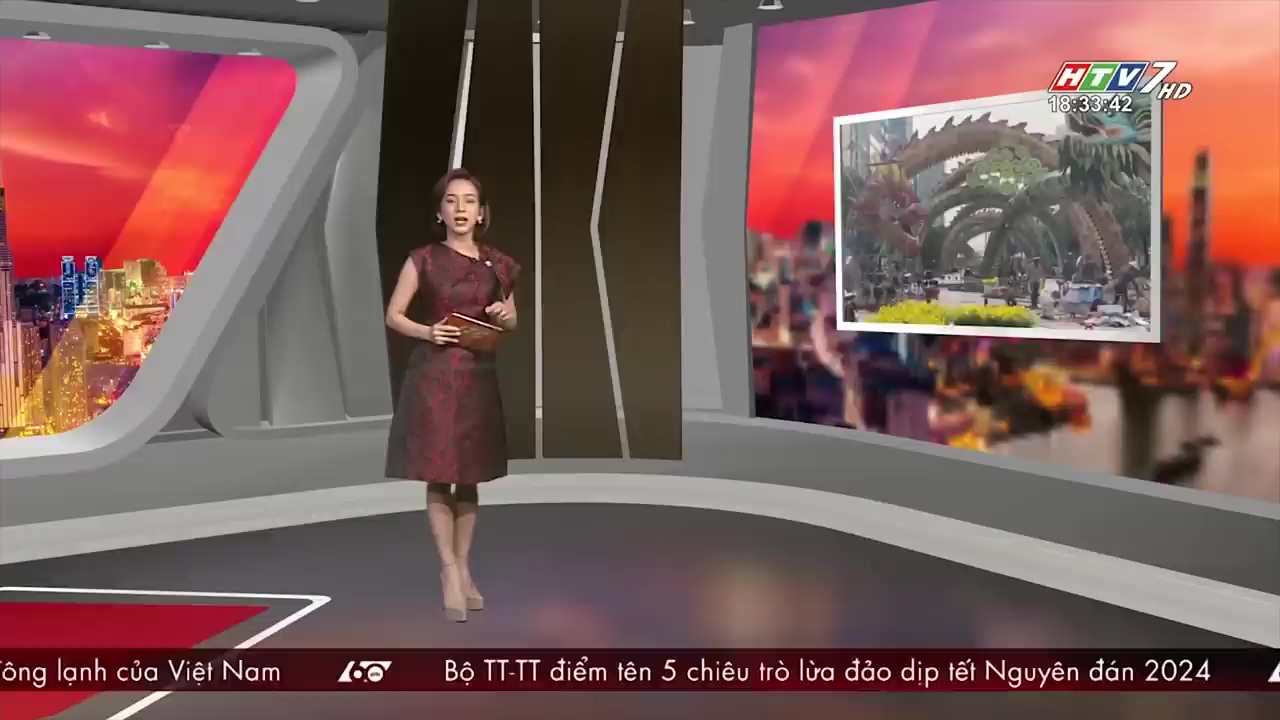 HTV7 HD
18:33:42
ông lạnh của Việt Nam
60 Bộ TT-TT điểm tên 5 chiêu trò lừa đảo dịp tết Nguyên đán 2024